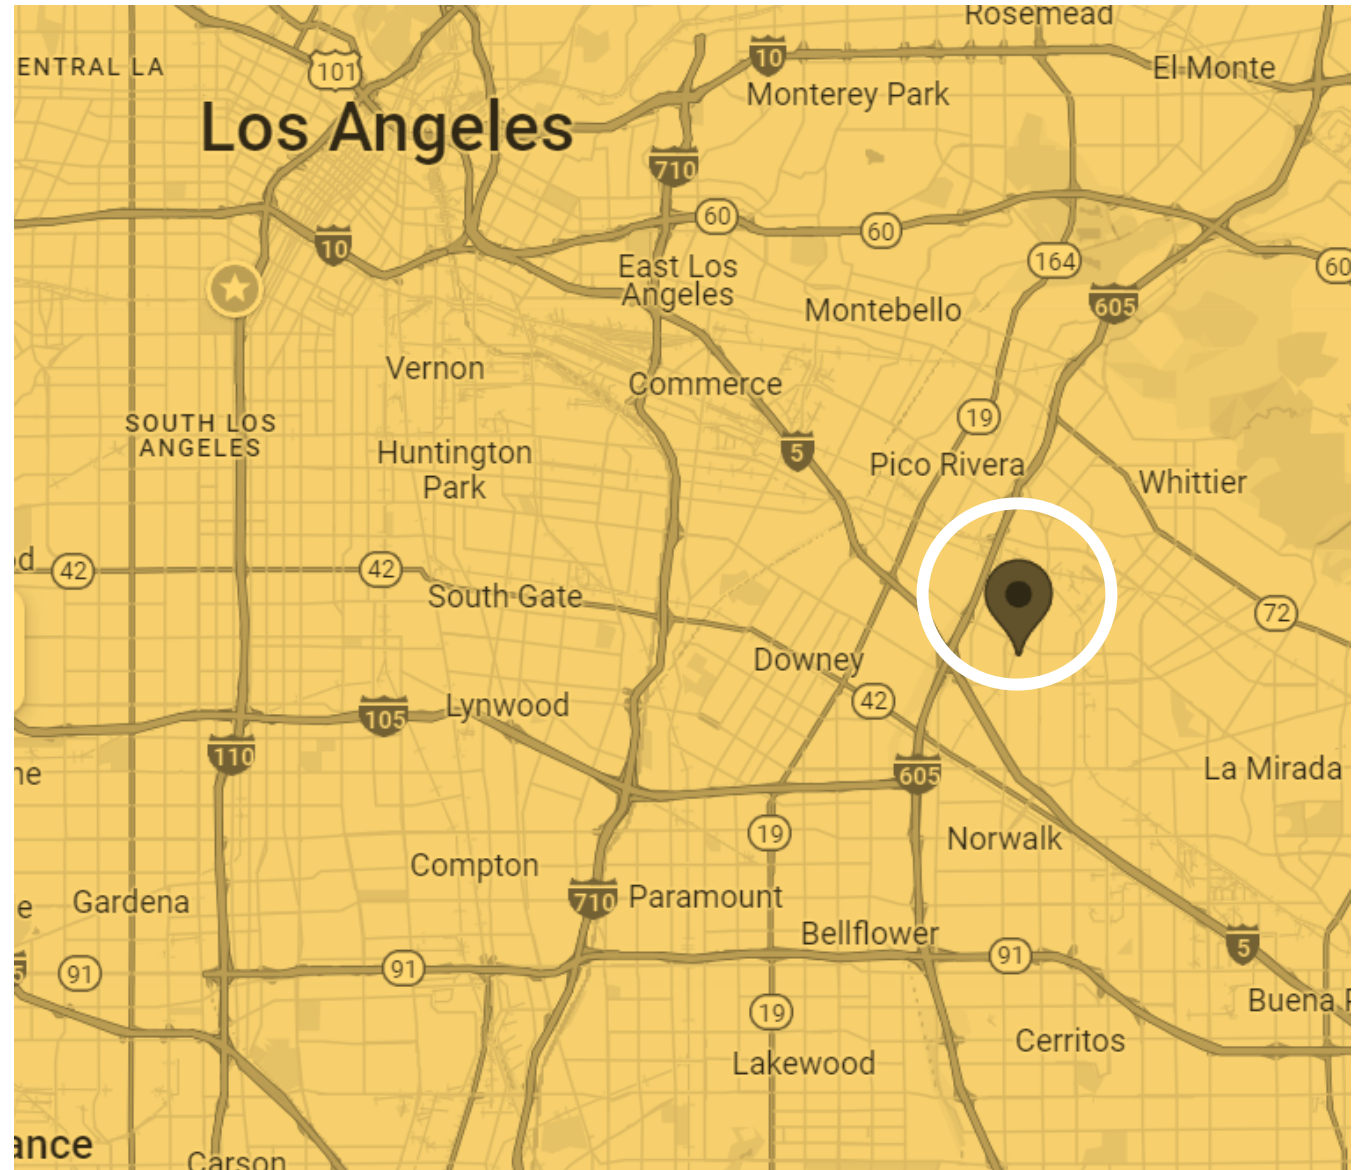 Rosemead
ENTRAL LA
101
10
El Monte
Monterey Park
Los Angeles
710
60
60
10
164
60
East Los
Angeles
605
Montebello
Vernon
Commerce
19
SOUTH LOS
ANGELES
Huntington
Park
5
Pico Rivera
Whittier
od
42
42
South Gate
72
Downey
42
Lynwood
105
110
605
La Mirada
ne
19
Norwalk
Compton
710
Paramount
e
Gardena
Bellflower
5
5
91
91
91
Buena P
19
Cerritos
Lakewood
ance
Carson